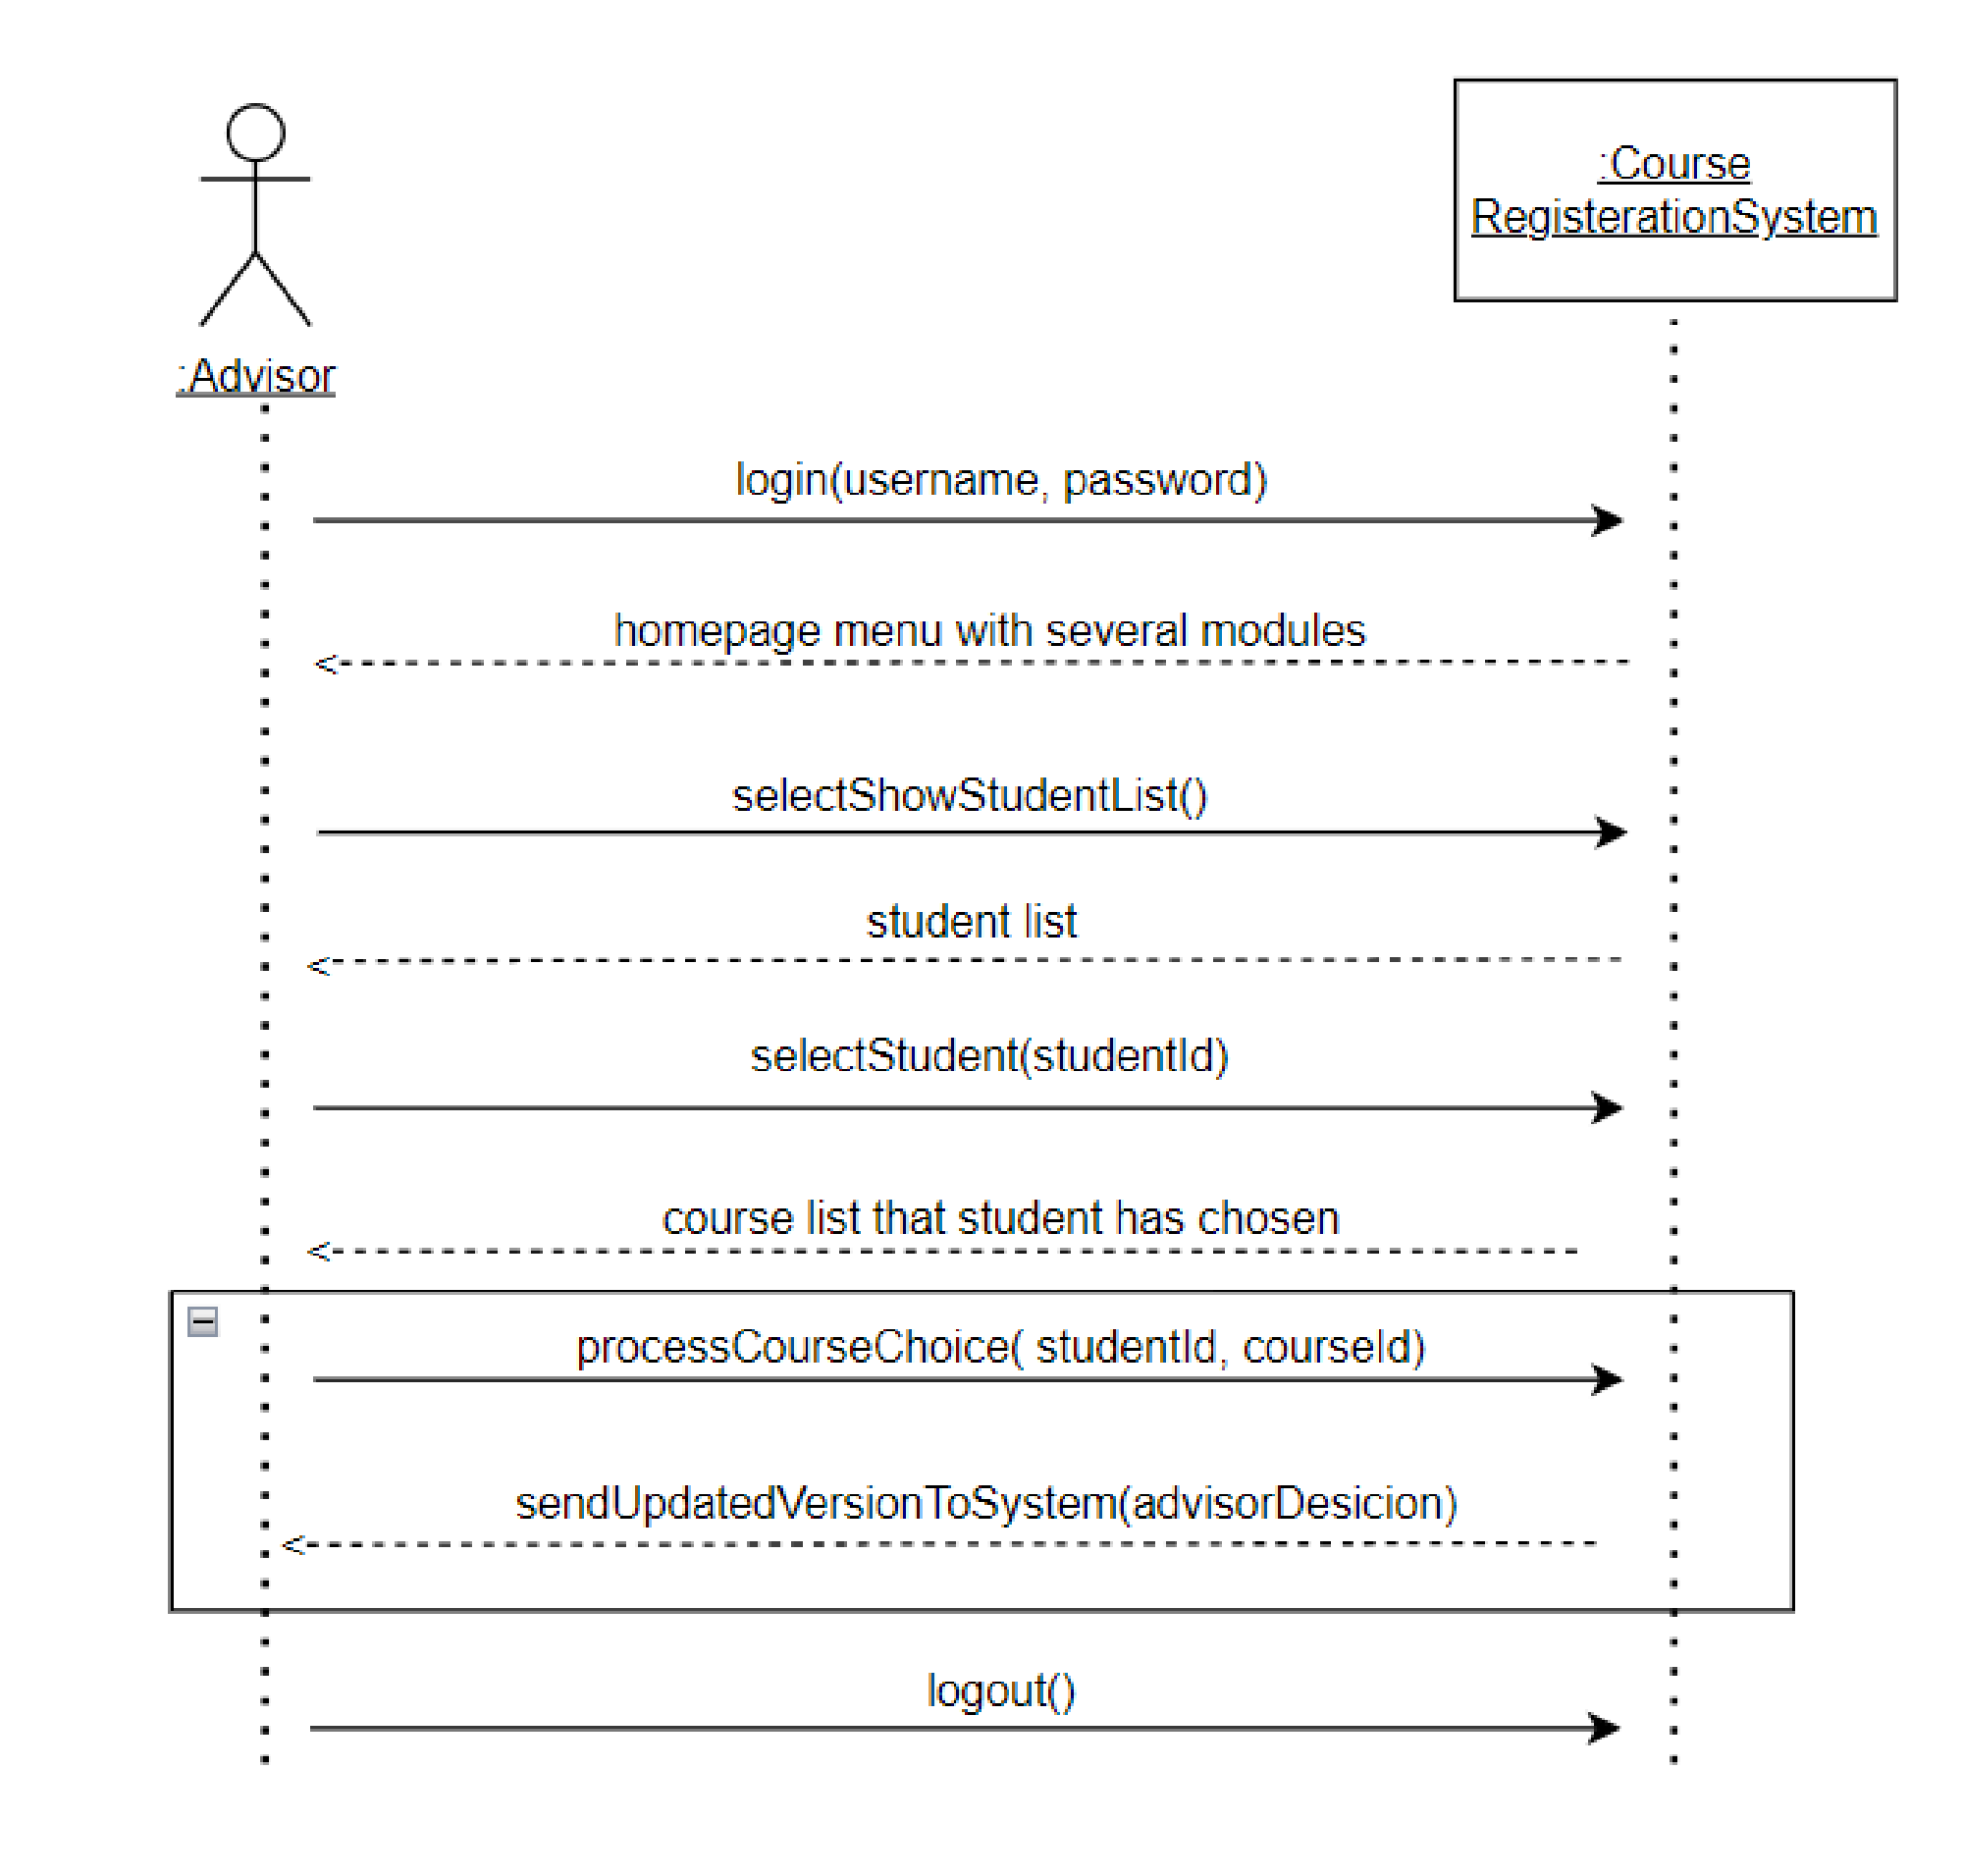 :Course
RegisterationSystem
:Advisor
login(username, password)
homepage menu with several modules
selectShowStudentList()
student list
selectStudent(studentId)
course list that student has chosen
processCourseChoice( studentId, courseId)
sendUpdatedVersionToSystem(advisorDesicion)
logout()